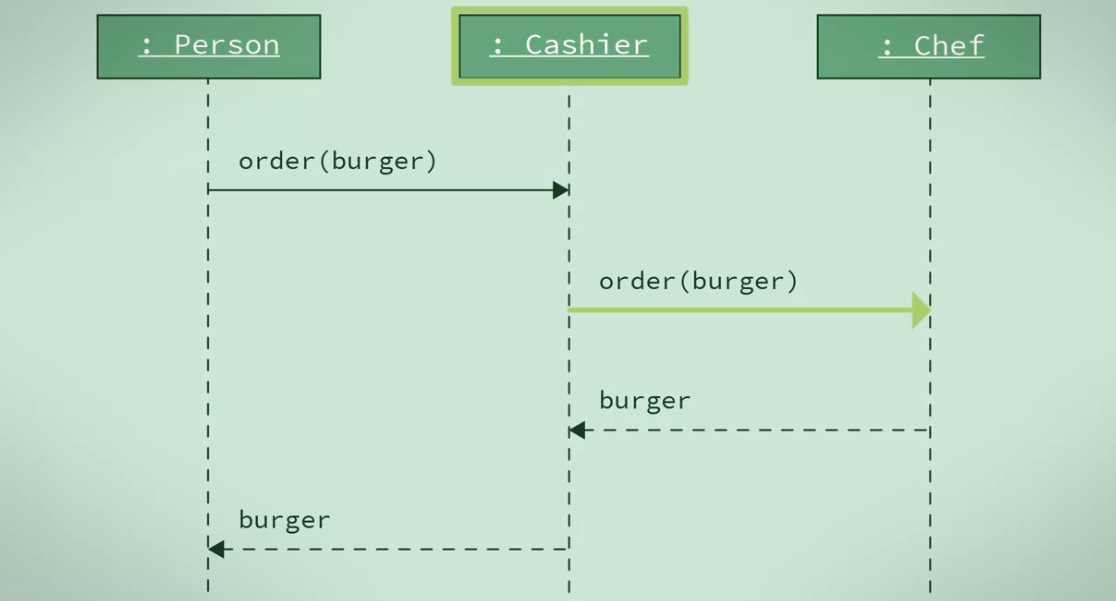 : Person
: Cashier
: Chef
order(burger)
order(burger)
burger
burger